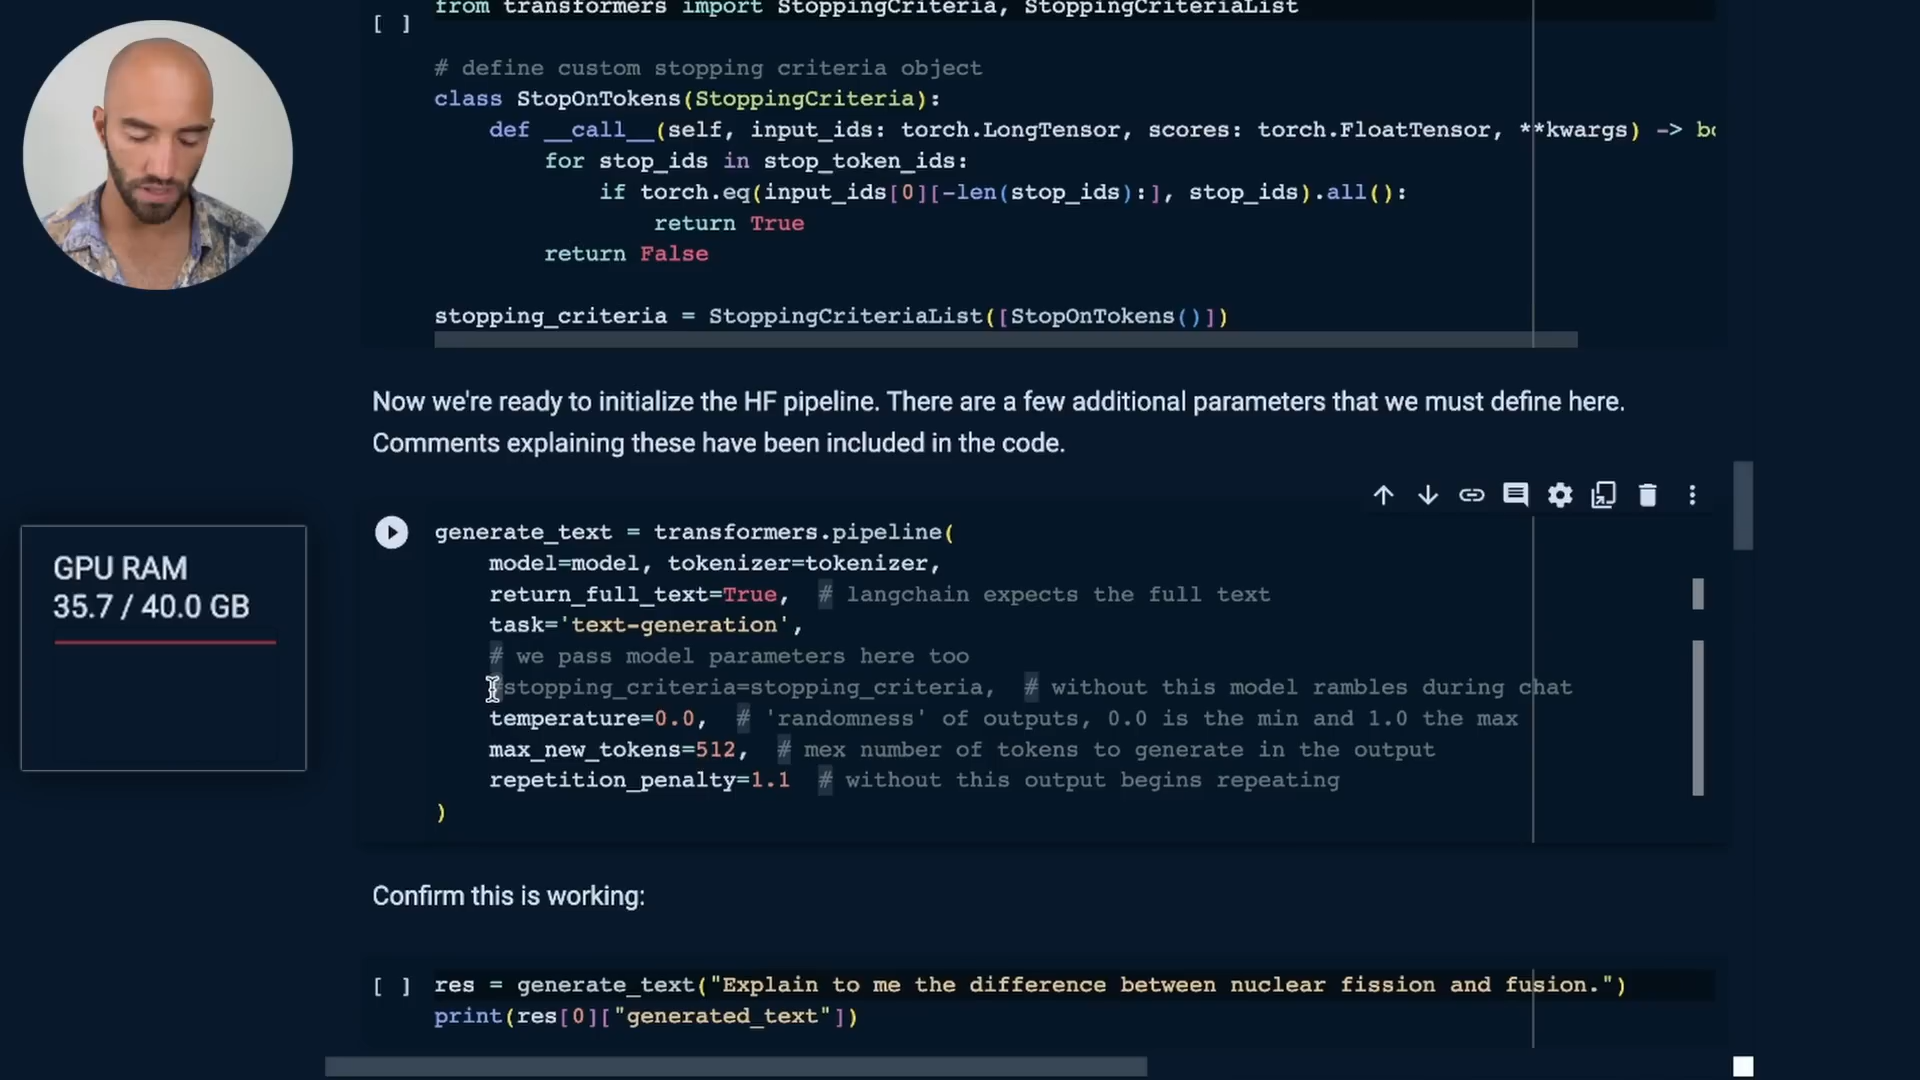 from transformers import StoppingCriteria, StoppingCriteriaList
[ ]
# define custom stopping criteria object
class StopOnTokens(StoppingCriteria):
def __call__(self, input_ids: torch.LongTensor, scores: torch.FloatTensor, **kwargs) -> bo
for stop_ids in stop_token_ids:
if torch.eq(input_ids[0][-len(stop_ids):], stop_ids).all():
return True
return False
stopping_criteria = StoppingCriteriaList([StopOnTokens()])
Now we're ready to initialize the HF pipeline. There are a few additional parameters that we must define here.
Comments explaining these have been included in the code.
GPU RAM
35.7 / 40.0 GB
generate_text = transformers.pipeline(
model=model, tokenizer=tokenizer,
return_full_text=True,  # langchain expects the full text
task='text-generation',
# we pass model parameters here too
#stopping_criteria=stopping_criteria,  # without this model rambles during chat
temperature=0.0,  # 'randomness' of outputs, 0.0 is the min and 1.0 the max
max_new_tokens=512,  # mex number of tokens to generate in the output
repetition_penalty=1.1  # without this output begins repeating
)
Confirm this is working:
[ ] res = generate_text("Explain to me the difference between nuclear fission and fusion.")
print(res[0]["generated_text"])